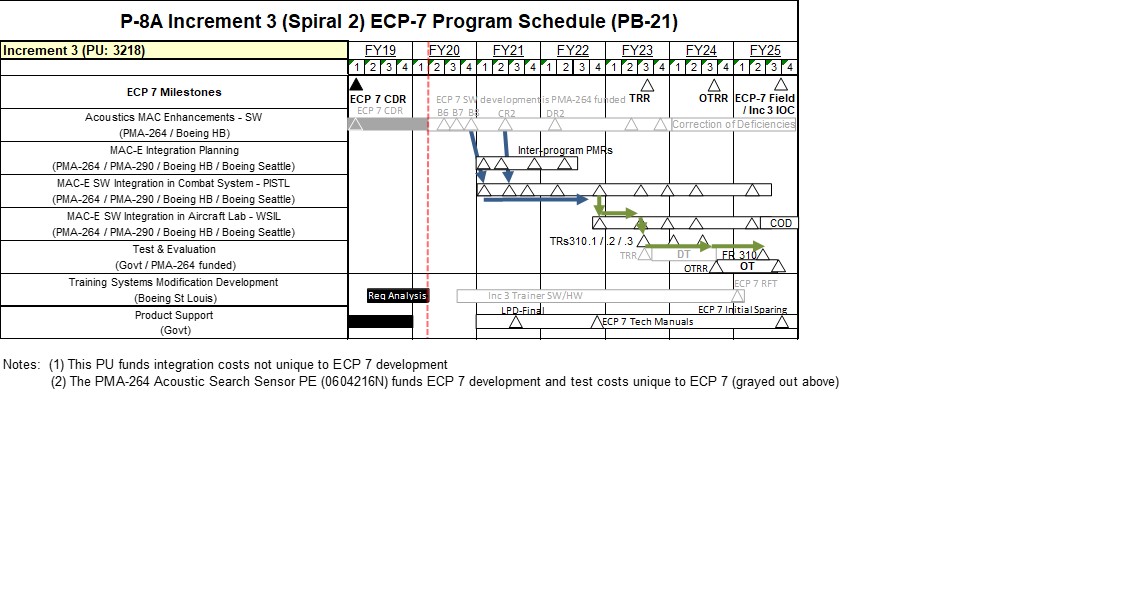 P-8A Increment 3 (Spiral 2) ECP-7 Program Schedule (PB-21)
Increment 3 (PU: 3218)
FY19 FY20 FY21 FY22 FY23 FY24 FY25
1 2 3 4 1 2 3 4 1 2 3 4 1 2 3 4 1 2 3 4 1 2 3 4 1 2 3 4
ECP 7 Milestones
ECP 7 CDR
ECP 7 SW development is PMA-264 funded
TRR
OTRR
ECP-7 Field
/ Inc 3 IOC
Acoustics MAC Enhancements - SW
(PMA-264 / Boeing HB)
ECP 7 CDR
B6 B7 B8
CR2
DR2
Correction of Deficiencies
MAC-E Integration Planning
(PMA-264 / PMA-290 / Boeing HB / Boeing Seattle)
Inter-program PMRs
MAC-E SW Integration in Combat System - PISTL
(PMA-264 / PMA-290 / Boeing HB / Boeing Seattle)
MAC-E SW Integration in Aircraft Lab - WSIL
(PMA-264 / PMA-290 / Boeing HB / Boeing Seattle)
COD
Test & Evaluation
(Govt / PMA-264 funded)
TRs310.1 / .2 / .3
TRR
DT
FR 310
OTRR
OT
Training Systems Modification Development
(Boeing St Louis)
Req Analysis
Inc 3 Trainer SW/HW
ECP 7 RFT
Product Support
(Govt)
LPD-Final
ECP 7 Tech Manuals
ECP 7 Initial Sparing
Notes: (1) This PU funds integration costs not unique to ECP 7 development
(2) The PMA-264 Acoustic Search Sensor PE (0604216N) funds ECP 7 development and test costs unique to ECP 7 (grayed out above)